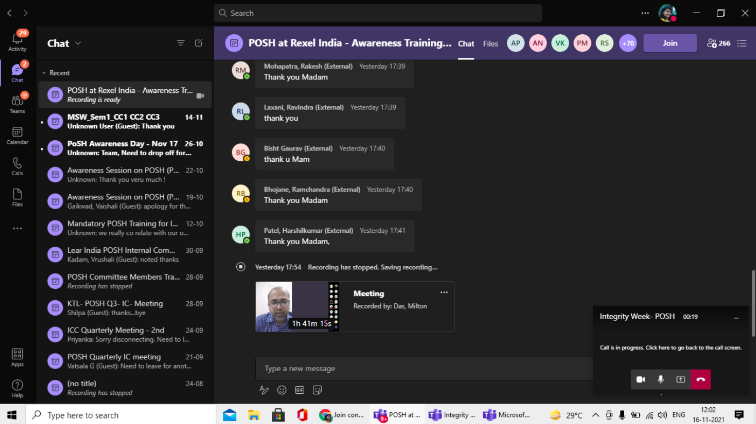 Search
29
Activity
2
Chat
Teams
Calendar
Calls
Files
Apps
Help
Chat
Recent
POSH at Rexel India - Awareness Tr...
Recording is ready
MSW_Sem1_CC1 CC2 CC3
14-11
Unknown User (Guest): Thank you
PoSH Awareness Day - Nov 17
26-10
Unknown: Team, Need to drop off for...
Awareness Session on POSH (P...
22-10
Unknown: Thank you veru much !
Awareness Session on POSH (P...
19-10
Gaikwad, Vaishali (Guest): apology for th...
Mandatory POSH Training for I...
12-10
Unknown: we really co relate with our o...
Lear India POSH Internal Com...
30-09
Kadam, Vrushali (Guest): noted thanks
POSH Committee Members Tra...
28-09
Recording has stopped
KTL- POSH Q3- IC- Meeting
28-09
Shilpa (Guest): thanks...bye
ICC Quarterly Meeting - 2nd
24-09
Priyanka: Sorry disconnecting. Need to l...
POSH Quarterly IC meeting
21-09
Vatsala G (Guest): Need to leave for anot...
(no title)
24-08
Recording has stopped
POSH at Rexel India - Awareness Training...
Chat
Files
AP
AN
VK
PM
RS
+70
Join
266
RM
Mohapatra, Rakesh (External) Yesterday 17:39
Thank you Madam
RL
Laxani, Ravindra (External) Yesterday 17:39
thank you
BG
Bisht Gaurav (External) Yesterday 17:40
thank u Mam
RB
Bhojane, Ramchandra (External) Yesterday 17:40
Thank you Madam
HP
Patel, Harshilkumar (External) Yesterday 17:41
Thank you Madam,
Yesterday 17:54 Recording has stopped. Saving recording...
Meeting
Recorded by: Das, Milton
1h 41m 15s
Type a new message
Integrity Week- POSH 00:19
Call is in progress. Click here to go back to the call screen.
Type here to search
Join con...
POSH at ...
Integrity ...
Microsof...
29°C
ENG
12:02
16-11-2021